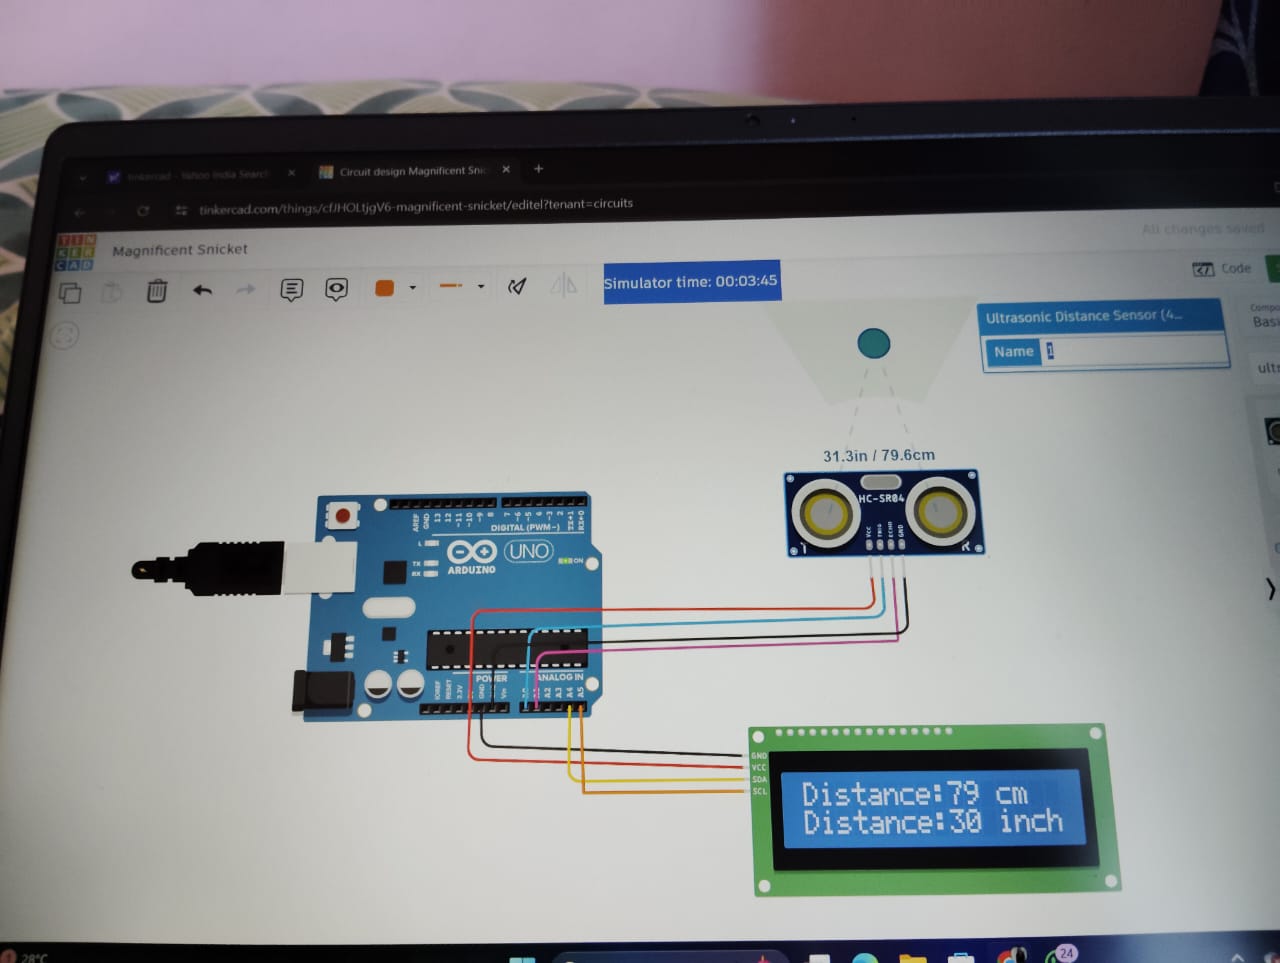 tinkercad - Yahoo India Search
Circuit design Magnificent Snic
tinkercad.com/things/cfJHOLtjgV6-magnificent-snicket/editel?tenant=circuits
TIN
KER
CAD
Magnificent Snicket
All changes saved
Simulator time: 00:03:45
Code
Ultrasonic Distance Sensor (4...
Name 1
Compo
Basi
ultr
31.3in / 79.6cm
HC-SR04
VCC
TRIG
ECHO
GND
T
R
AREF
GND
13
12
~11
~10
~9
8
7
~6
~5
4
~3
2
TX→1
RX←0
DIGITAL (PWM~)
L
TX
RX
ARDUINO
UNO
ON
POWER
ANALOG IN
IOREF
RESET
3.3V
GND
Vin
A2
A3
A4
A5
GND
VCC
SDA
SCL
Distance:79 cm
Distance:30 inch
28°C
24